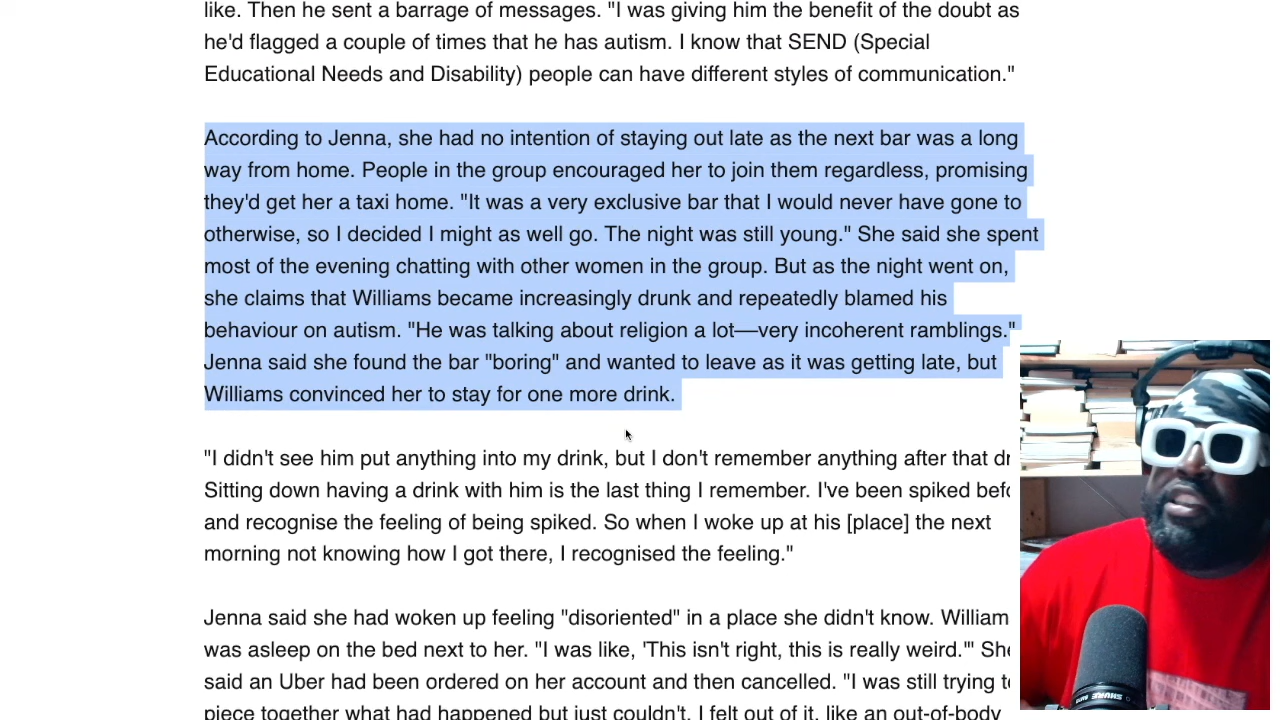 like. Then he sent a barrage of messages. "I was giving him the benefit of the doubt as
he'd flagged a couple of times that he has autism. I know that SEND (Special
Educational Needs and Disability) people can have different styles of communication."
According to Jenna, she had no intention of staying out late as the next bar was a long
way from home. People in the group encouraged her to join them regardless, promising
they'd get her a taxi home. "It was a very exclusive bar that I would never have gone to
otherwise, so I decided I might as well go. The night was still young." She said she spent
most of the evening chatting with other women in the group. But as the night went on,
she claims that Williams became increasingly drunk and repeatedly blamed his
behaviour on autism. "He was talking about religion a lot—very incoherent ramblings."
Jenna said she found the bar "boring" and wanted to leave as it was getting late, but
Williams convinced her to stay for one more drink.
"I didn't see him put anything into my drink, but I don't remember anything after that
Sitting down having a drink with him is the last thing I remember. I've been spiked
and recognise the feeling of being spiked. So when I woke up at his [place] the next
morning not knowing how I got there, I recognised the feeling."
Jenna said she had woken up feeling "disoriented" in a place she didn't know. William
was asleep on the bed next to her. "I was like, 'This isn't right, this is really weird.'" She
said an Uber had been ordered on her account and then cancelled. "I was still trying
piece together what had happened but just couldn't. I felt out of it, like an out-of-body
SHURE